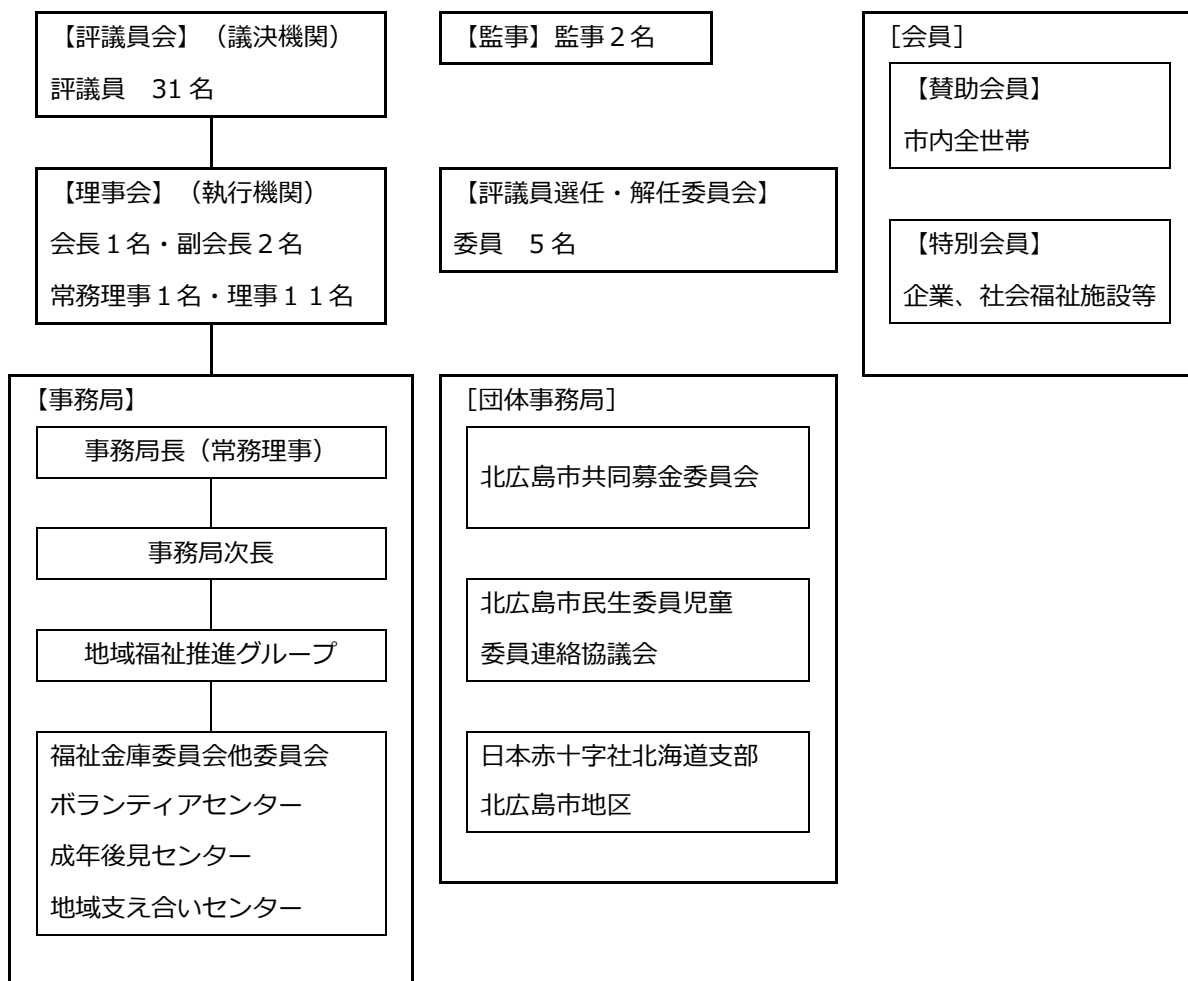 【評議員会】（議決機関）
評議員　31 名
【監事】監事２名
［会員］
【賛助会員】
市内全世帯
【特別会員】
企業、社会福祉施設等
【理事会】（執行機関）
会長１名・副会長２名
常務理事１名・理事１１名
【評議員選任・解任委員会】
委員　５名
【事務局】
事務局長（常務理事）
事務局次長
地域福祉推進グループ
福祉金庫委員会他委員会
ボランティアセンター
成年後見センター
地域支え合いセンター
［団体事務局］
北広島市共同募金委員会
北広島市民生委員児童
委員連絡協議会
日本赤十字社北海道支部
北広島市地区